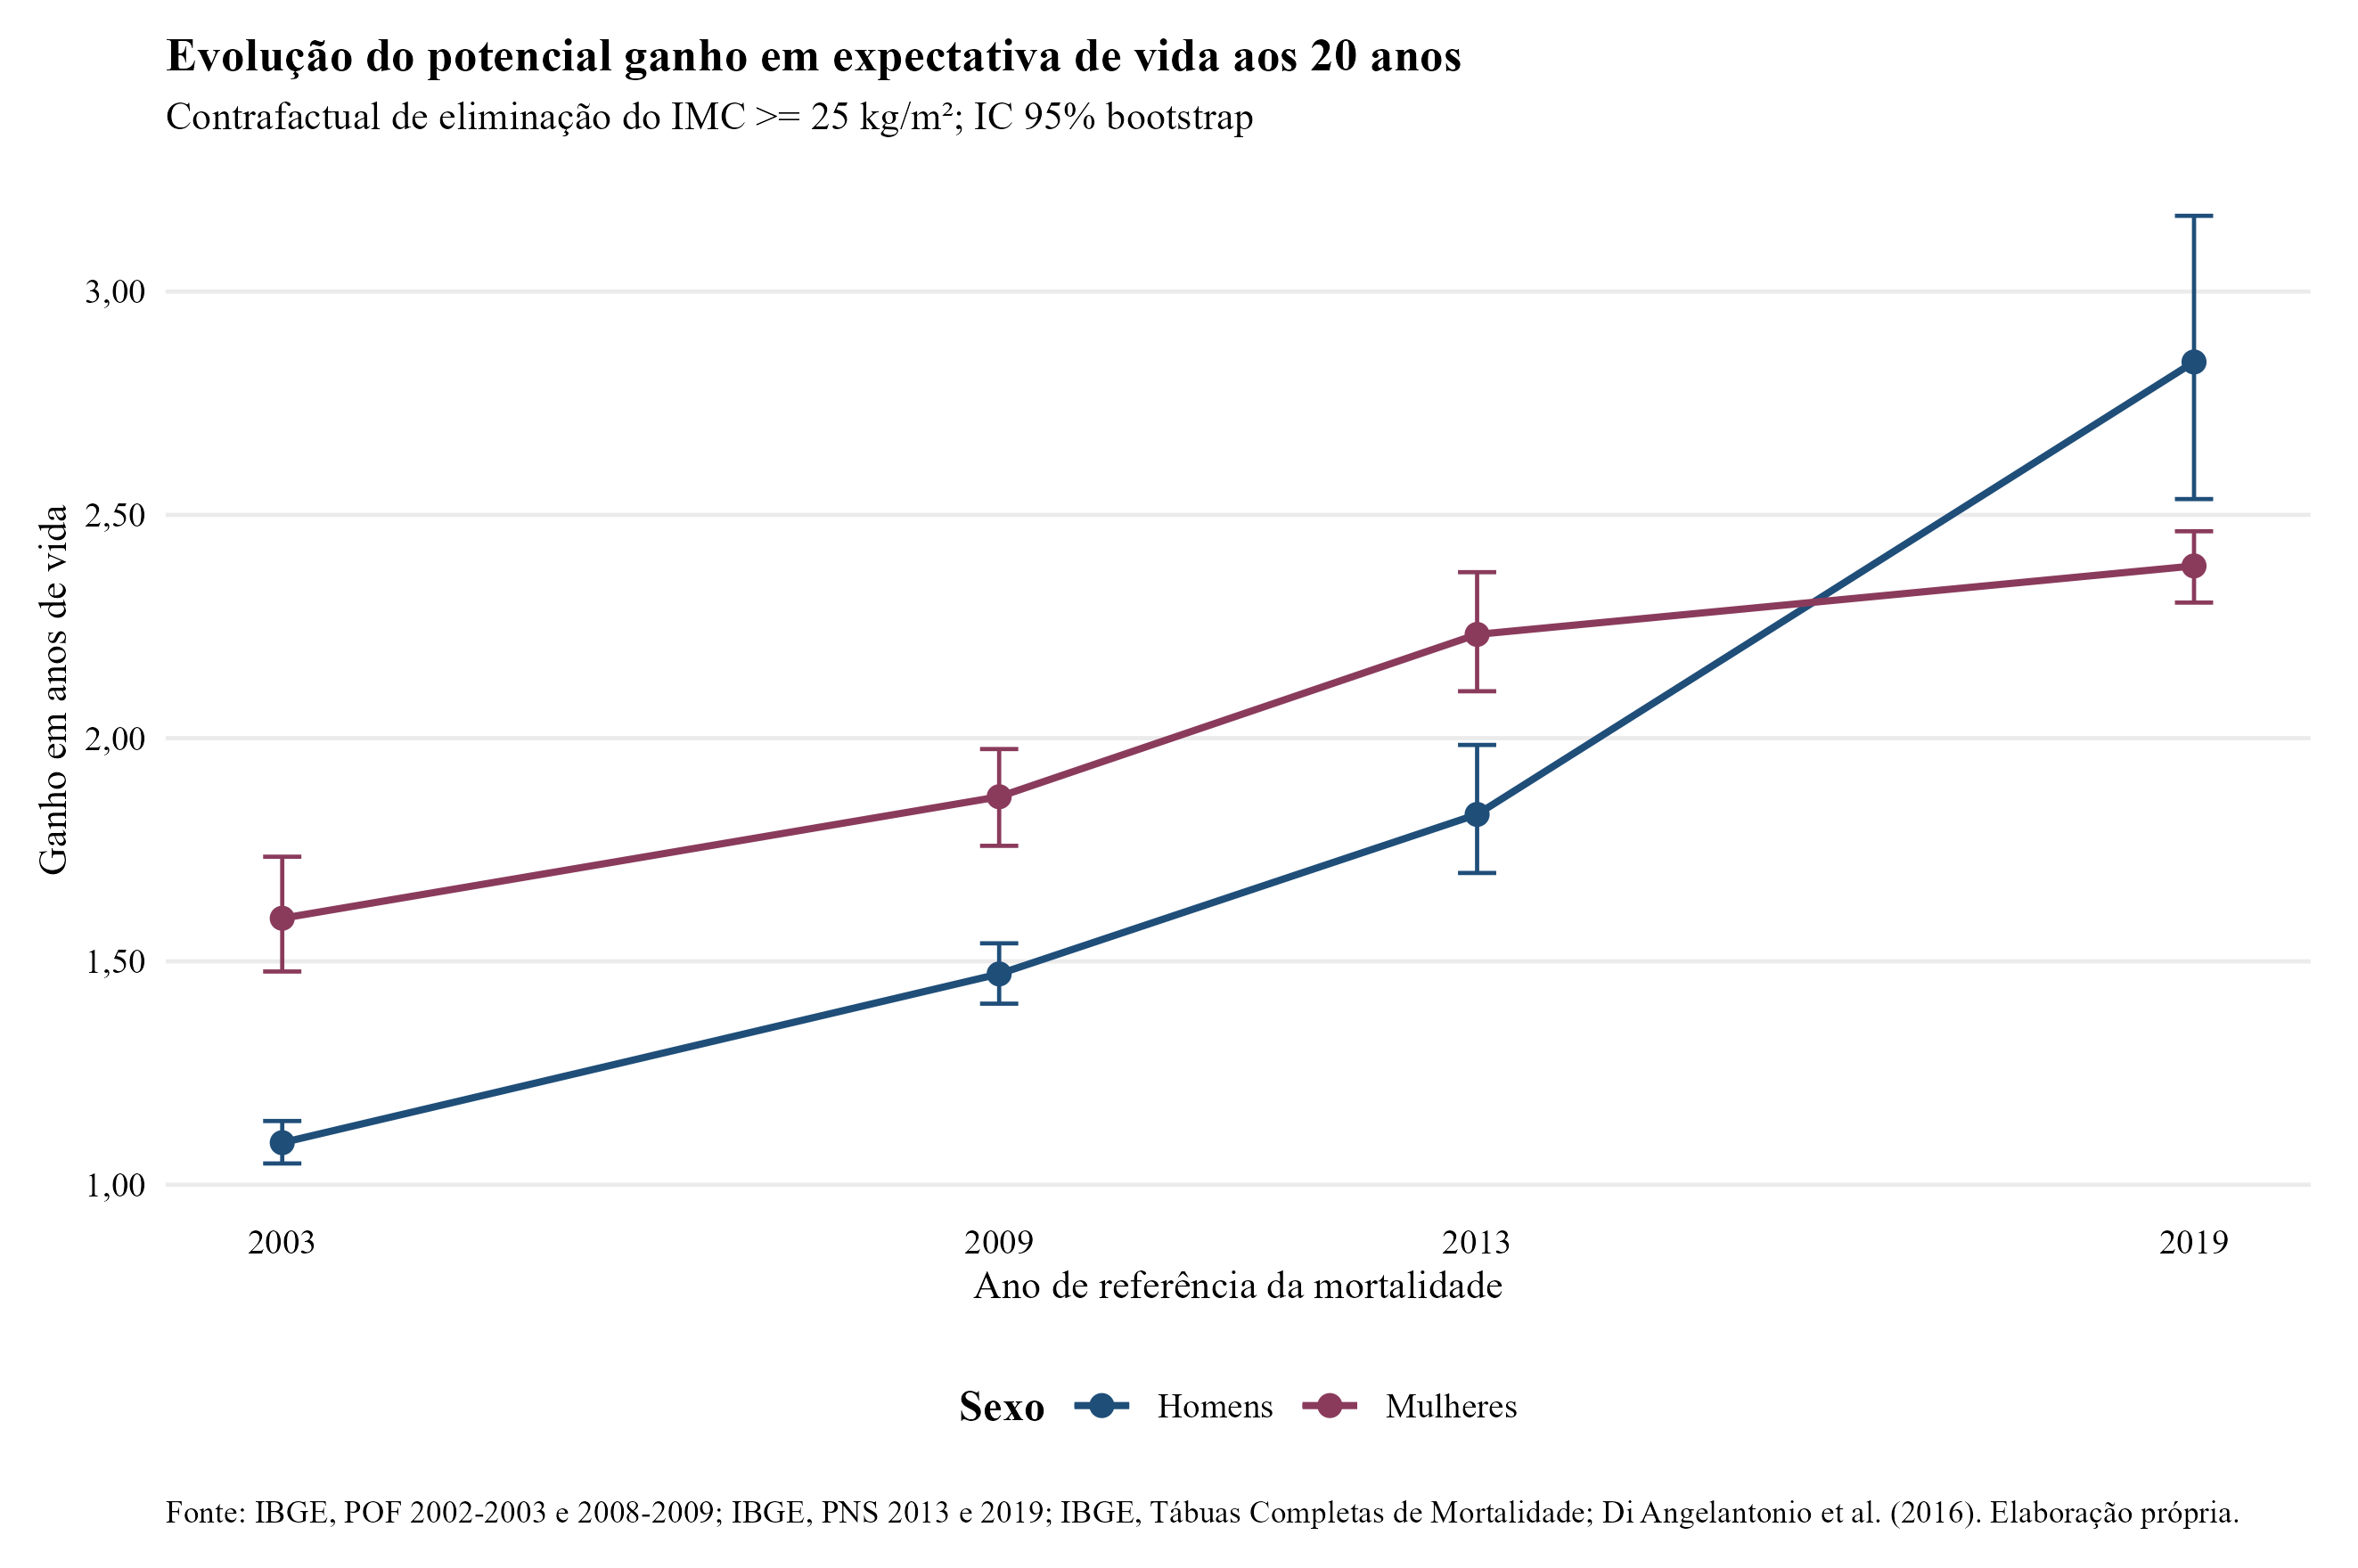 Evolução do potencial ganho em expectativa de vida aos 20 anos
Contrafactual de eliminação do IMC >= 25 kg/m²; IC 95% bootstrap
Ganho em anos de vida
3,00
2,50
2,00
1,50
1,00
2003 2009 2013 2019
Ano de referência da mortalidade
Sexo Homens Mulheres
Fonte: IBGE, POF 2002-2003 e 2008-2009; IBGE, PNS 2013 e 2019; IBGE, Tábuas Completas de Mortalidade; Di Angelantonio et al. (2016). Elaboração própria.